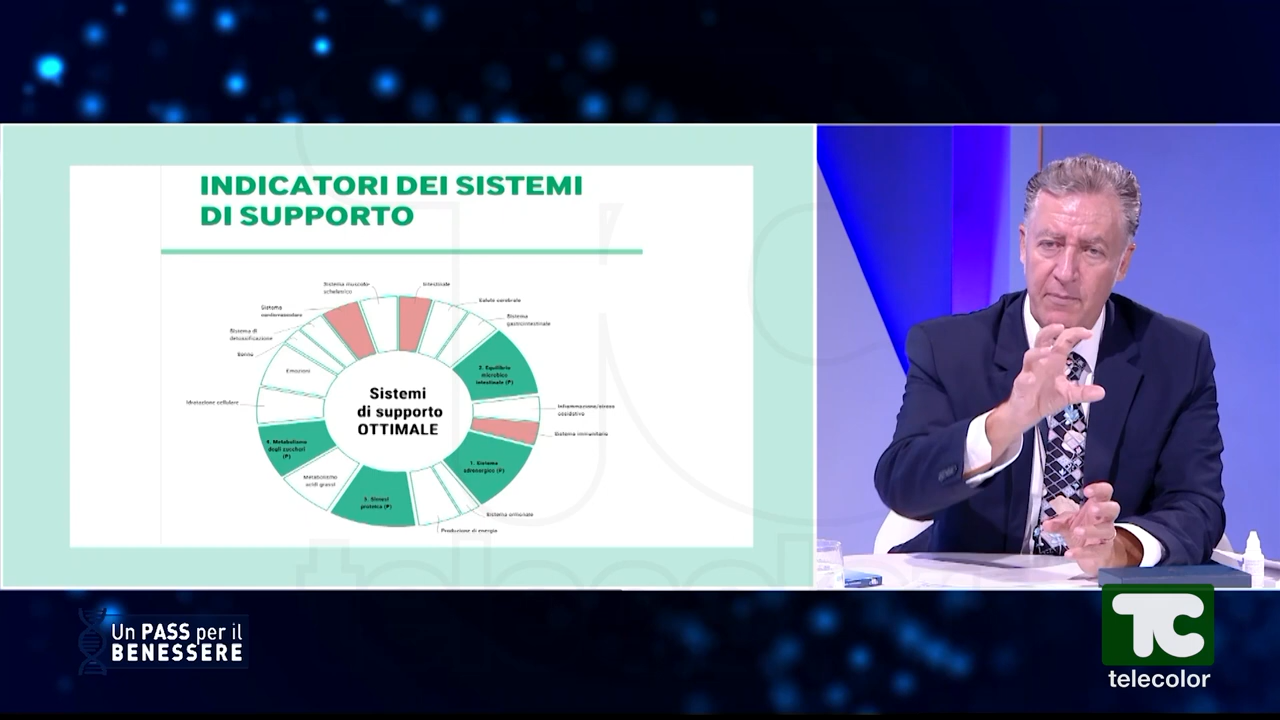 INDICATORI DEI SISTEMI
DI SUPPORTO
Sistema muscolo-
scheletrico
Intestinale
Salute cerebrale
Sistema
gastrointestinale
Sistema
cardiovascolare
Sistema di
detossificazione
Sonno
Emozioni
Idratazione cellulare
2. Equilibrio
microbico
intestinale (P)
Sistemi
di supporto
OTTIMALE
Infiammazione/stress
ossidativo
Sistema immunitario
4. Metabolismo
degli zuccheri
(P)
1. Sistema
adrenergico (P)
Metabolismo
acidi grassi
3. Sintesi
proteica (P)
Sistema ormonale
Produzione di energia
Un PASS per il
BENESSERE
TC
telecolor